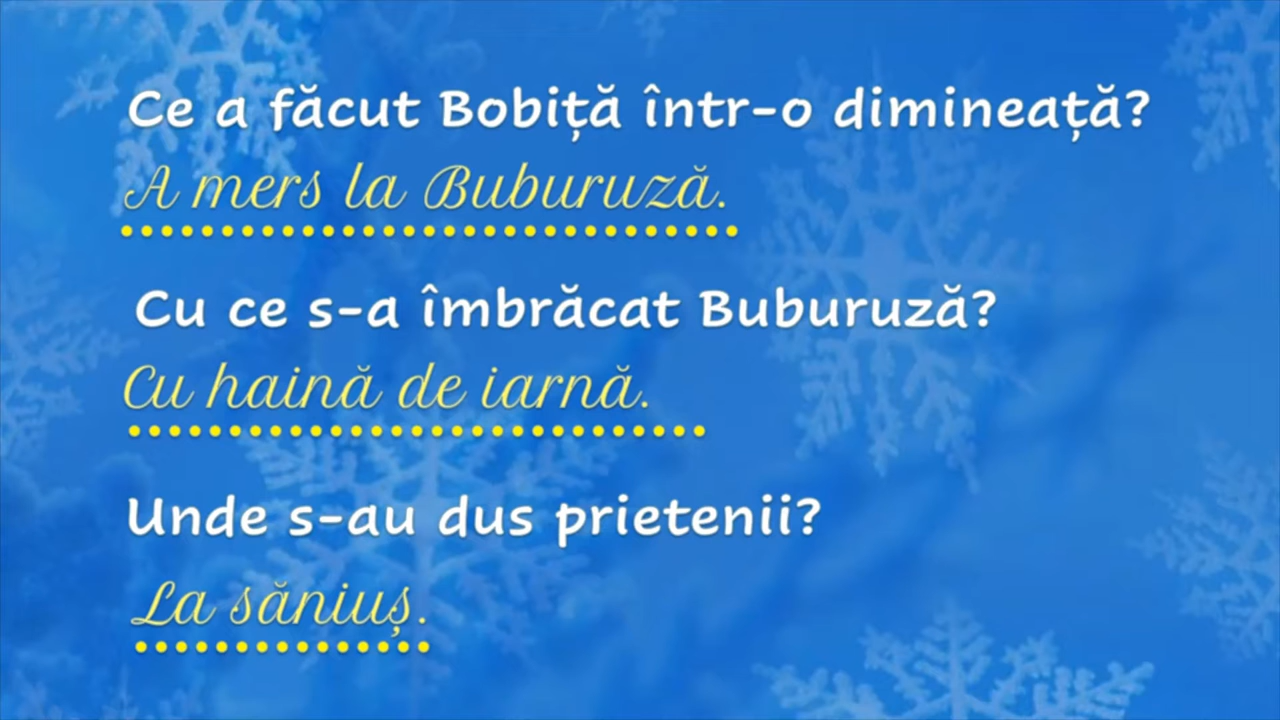 Ce a făcut Bobiță într-o dimineață?
A mers la Buburuză.
Cu ce s-a îmbrăcat Buburuză?
Cu haină de iarnă.
Unde s-au dus prietenii?
La săniuș.